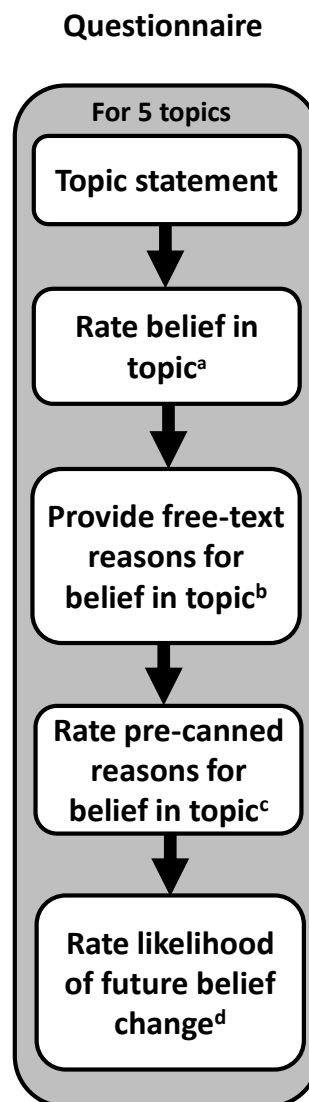 Questionnaire
For 5 topics
Topic statement
Rate belief in
topicᵃ
Provide free-text
reasons for
belief in topicᵇ
Rate pre-canned
reasons for
belief in topicᶜ
Rate likelihood
of future belief
changeᵈ